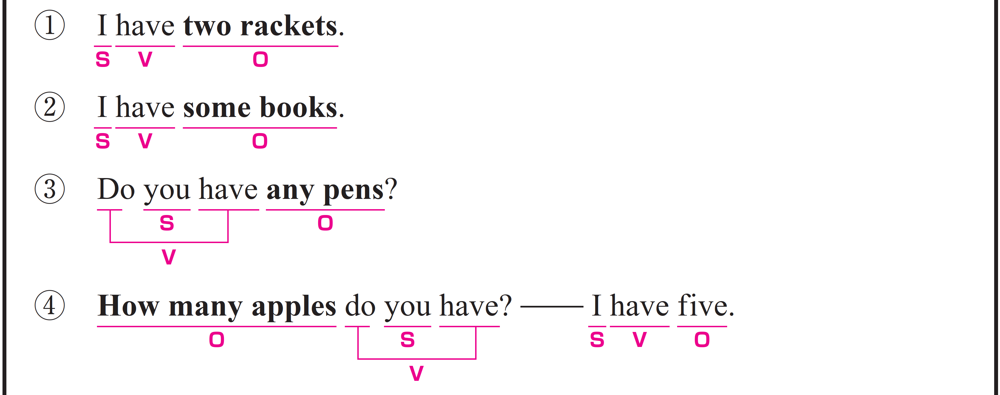 ① I have two rackets.
S V O
② I have some books.
S V O
③ Do you have any pens?
S O
V
④ How many apples do you have? —— I have five.
O S S V O
V